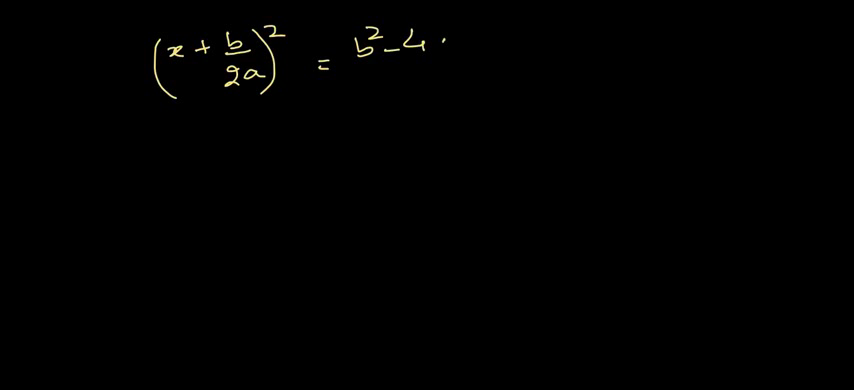 (x + b/2a)² = b² - 4